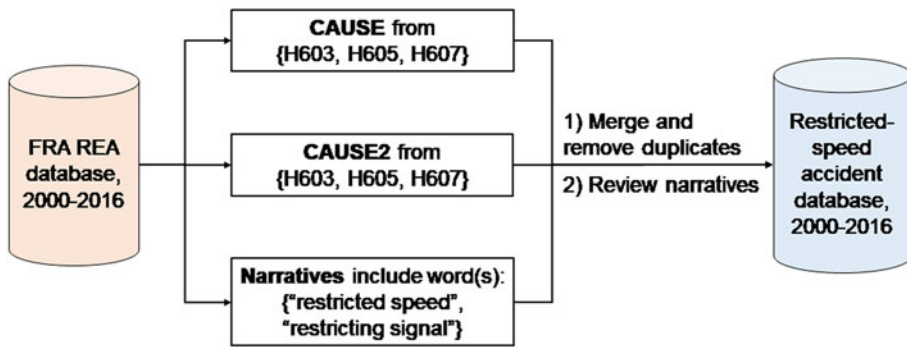 FRA REA
database,
2000-2016
CAUSE from
{H603, H605, H607}
CAUSE2 from
{H603, H605, H607}
Narratives include word(s):
{“restricted speed”,
“restricting signal”}
1) Merge and
remove duplicates
2) Review narratives
Restricted-
speed
accident
database,
2000-2016